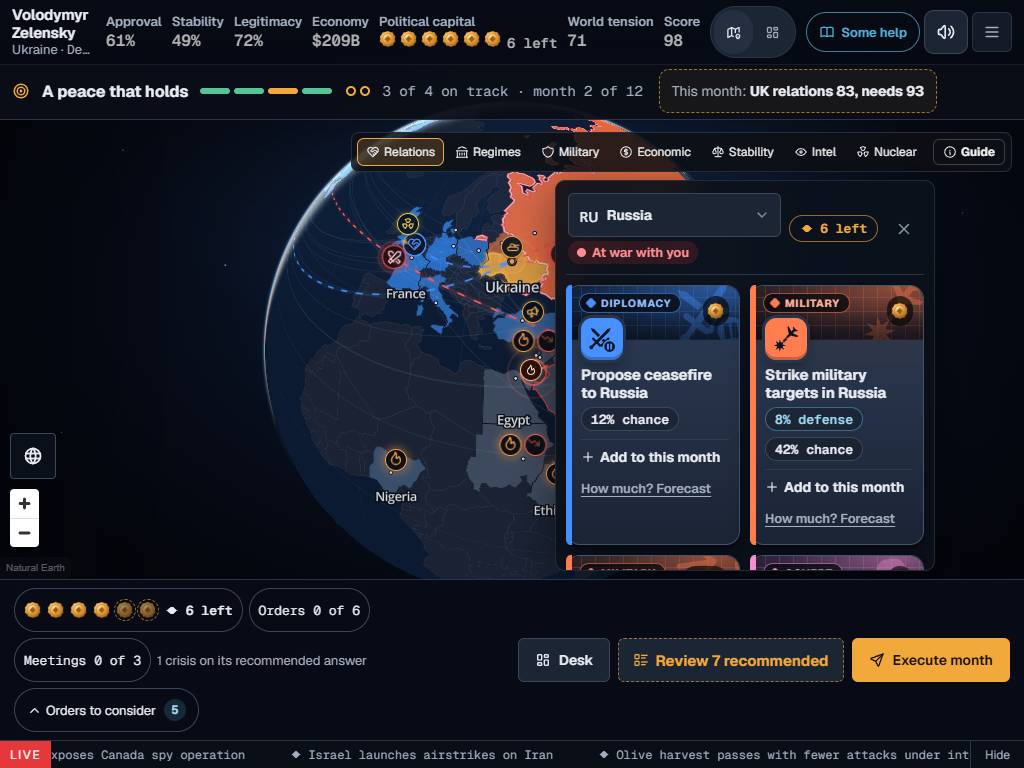 Volodymyr Zelensky
Ukraine · De...
Approval
61%
Stability
49%
Legitimacy
72%
Economy
$209B
Political capital
6 left
World tension
71
Score
98
Some help
A peace that holds
3 of 4 on track · month 2 of 12
This month: UK relations 83, needs 93
Relations
Regimes
Military
Economic
Stability
Intel
Nuclear
Guide
RU Russia
6 left
At war with you
DIPLOMACY
Propose ceasefire
to Russia
12% chance
+ Add to this month
How much? Forecast
MILITARY
Strike military
targets in Russia
8% defense
42% chance
+ Add to this month
How much? Forecast
France
Ukraine
Egypt
Nigeria
Ethi
+
−
Natural Earth
6 left
Orders 0 of 6
Meetings 0 of 3
1 crisis on its recommended answer
Desk
Review 7 recommended
Execute month
Orders to consider 5
LIVE
xposes Canada spy operation ◆ Israel launches airstrikes on Iran ◆ Olive harvest passes with fewer attacks under int
Hide